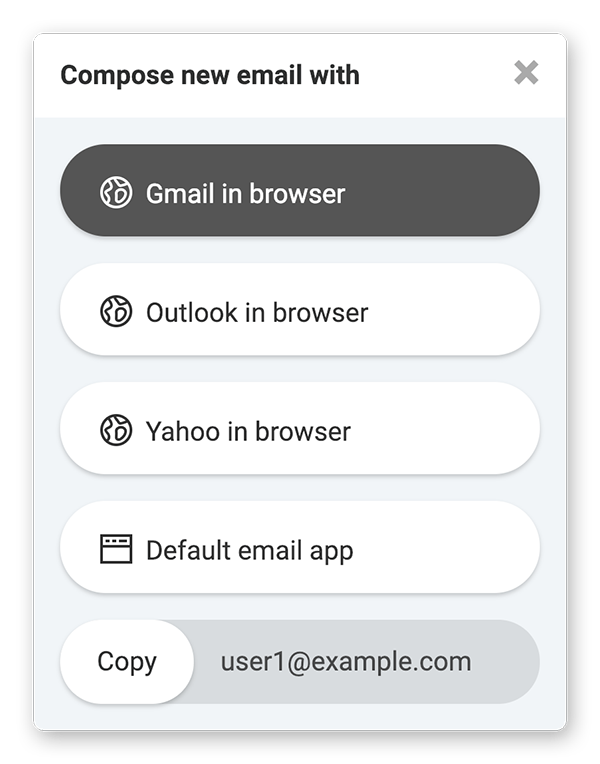 Compose new email with
Gmail in browser
Outlook in browser
Yahoo in browser
Default email app
Copy user1@example.com